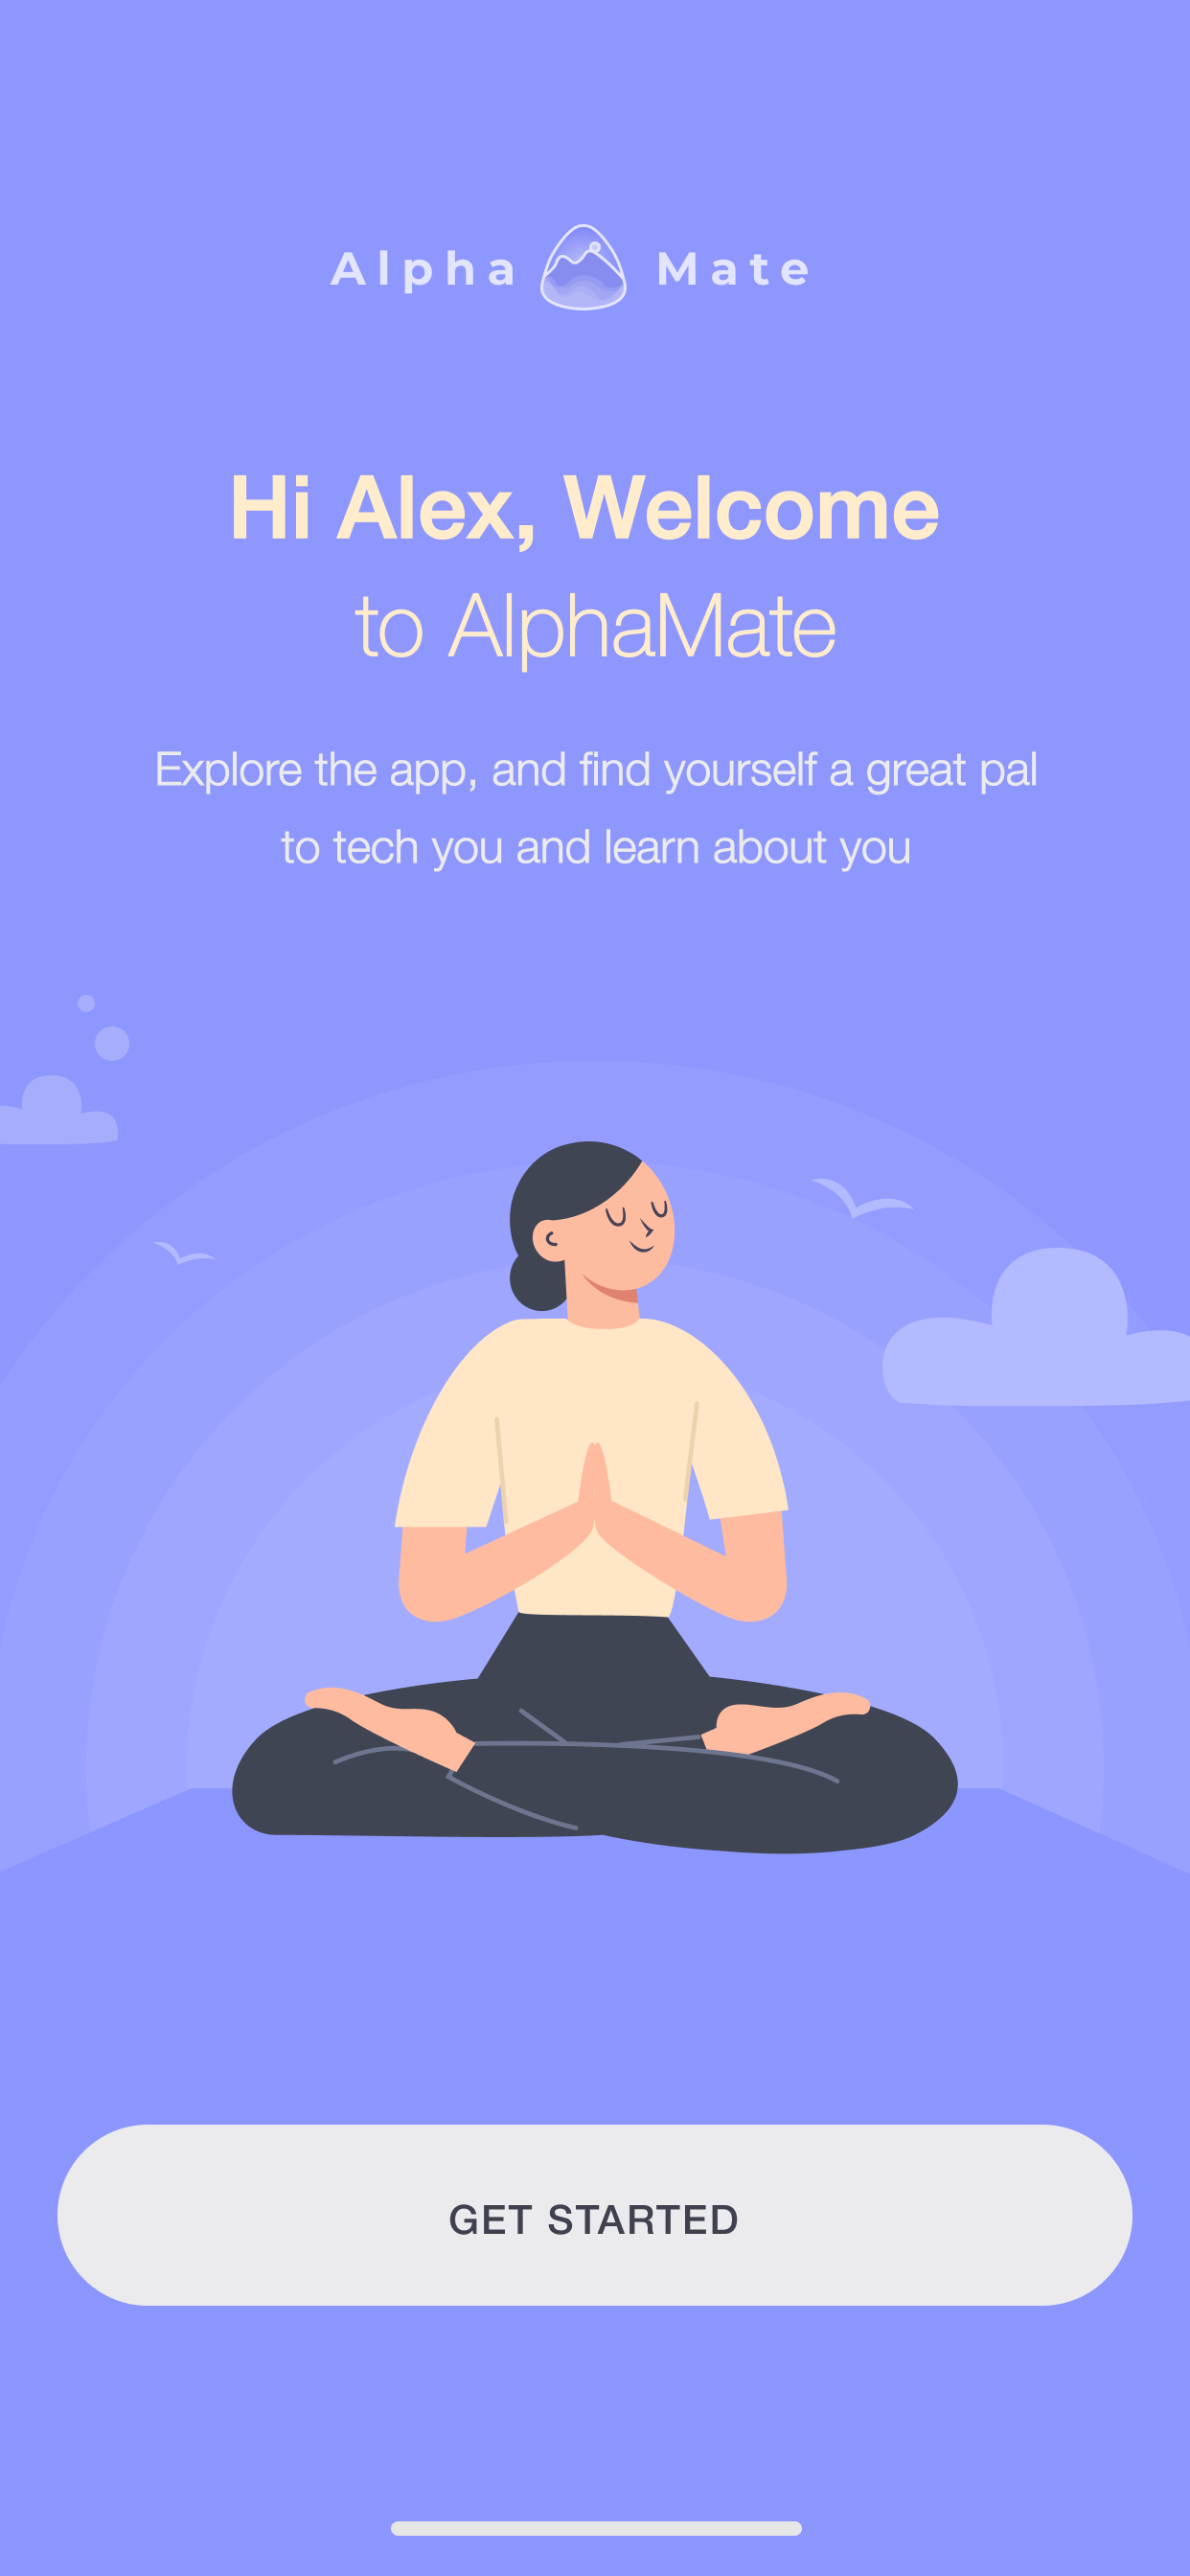 Alpha Mate
Hi Alex, Welcome
to AlphaMate
Explore the app, and find yourself a great pal
to tech you and learn about you
GET STARTED